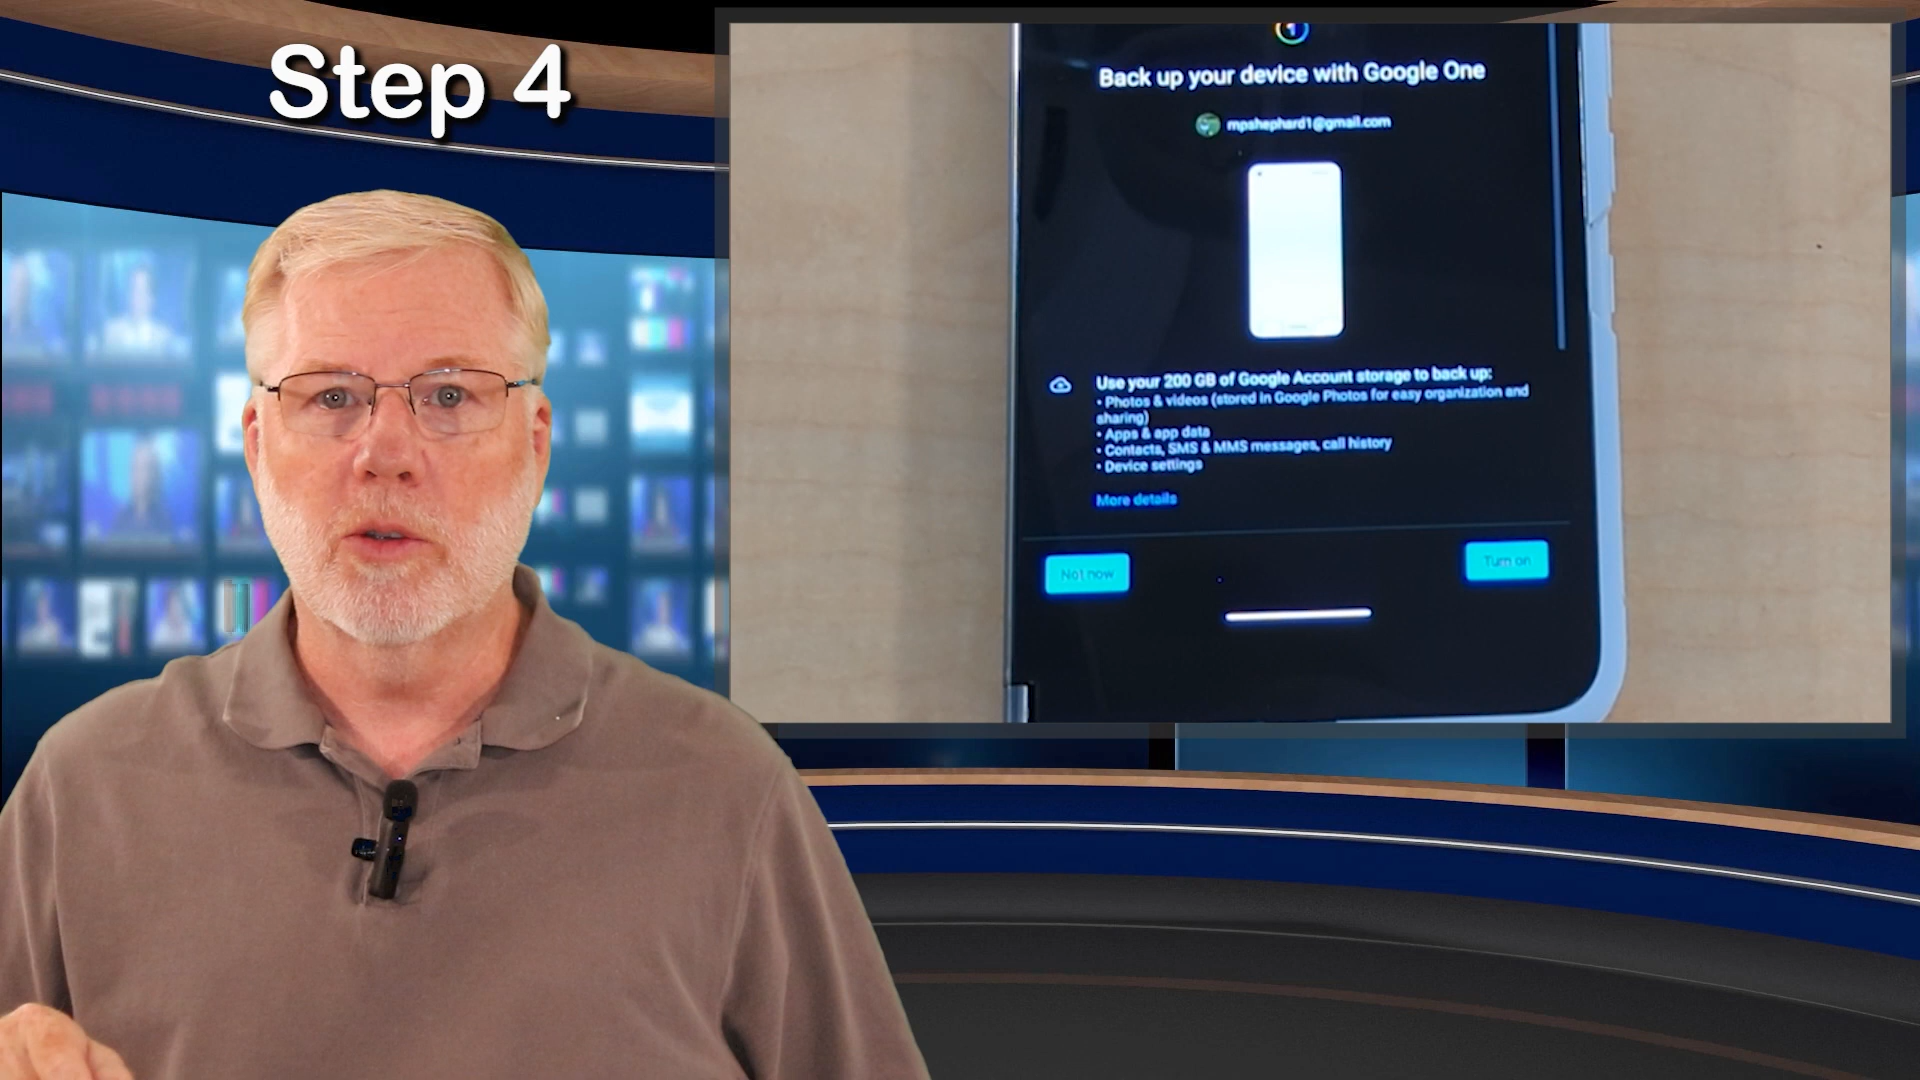 Step 4
Back up your device with Google One
mpshephard1@gmail.com
Use your 200 GB of Google Account storage to back up:
• Photos & videos (stored in Google Photos for easy organization and
sharing)
• Apps & app data
• Contacts, SMS & MMS messages, call history
• Device settings
More details
Not now
Turn on